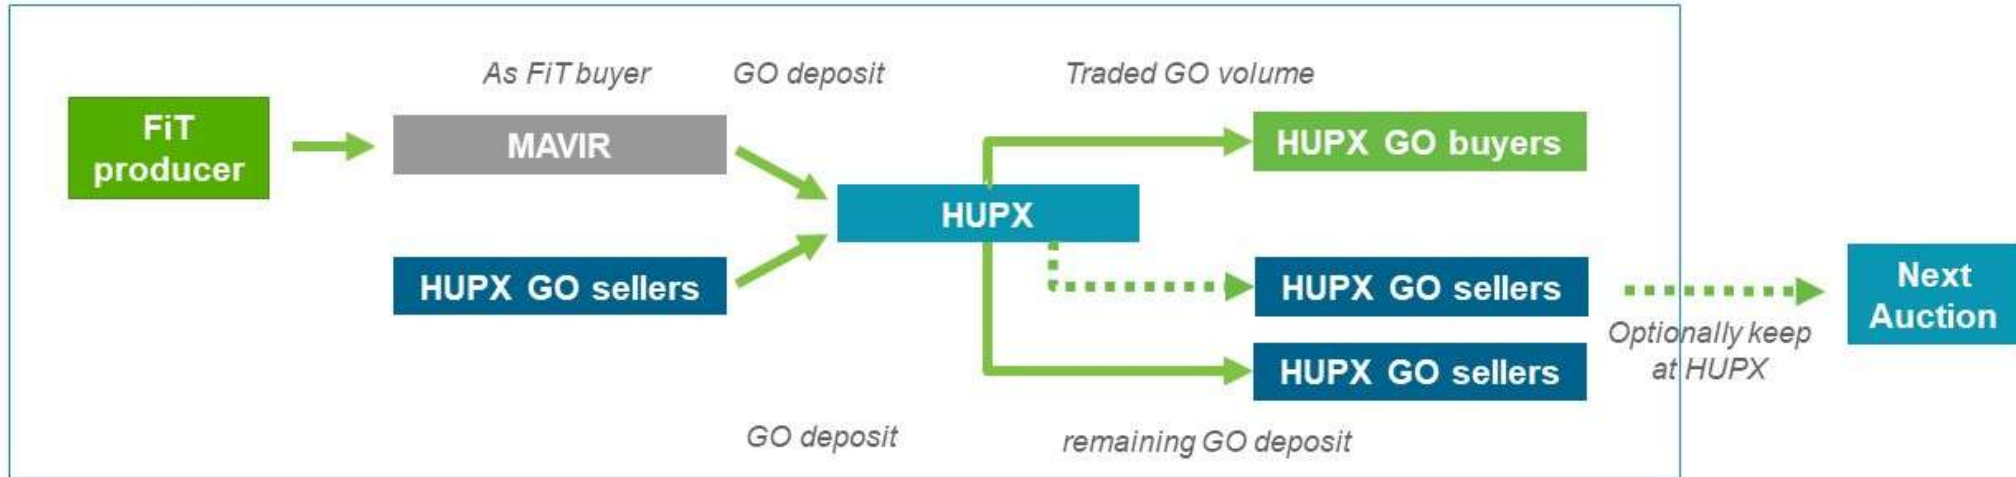 As FiT buyer
GO deposit
Traded GO volume
FiT
producer
MAVIR
HUPX GO buyers
HUPX
HUPX GO sellers
HUPX GO sellers
Next
Auction
Optionally keep
at HUPX
HUPX GO sellers
GO deposit
remaining GO deposit